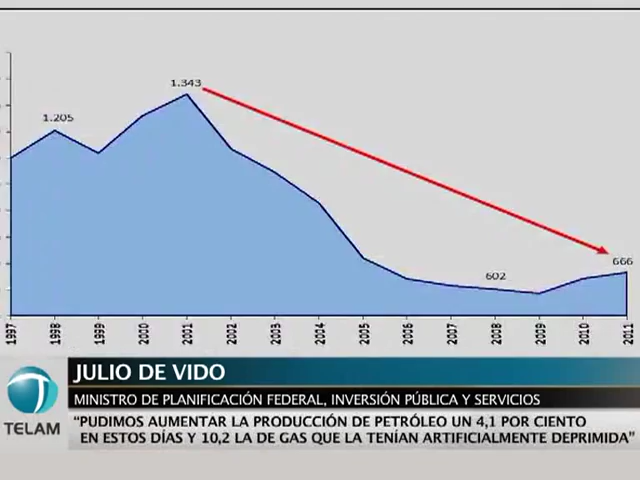 1.343
1.205
666
602
1997 1998 1999 2000 2001 2002 2003 2004 2005 2006 2007 2008 2009 2010 2011
JULIO DE VIDO
MINISTRO DE PLANIFICACIÓN FEDERAL, INVERSIÓN PÚBLICA Y SERVICIOS
TELAM
“PUDIMOS AUMENTAR LA PRODUCCIÓN DE PETRÓLEO UN 4,1 POR CIENTO
EN ESTOS DÍAS Y 10,2 LA DE GAS QUE LA TENÍAN ARTIFICIALMENTE DEPRIMIDA”